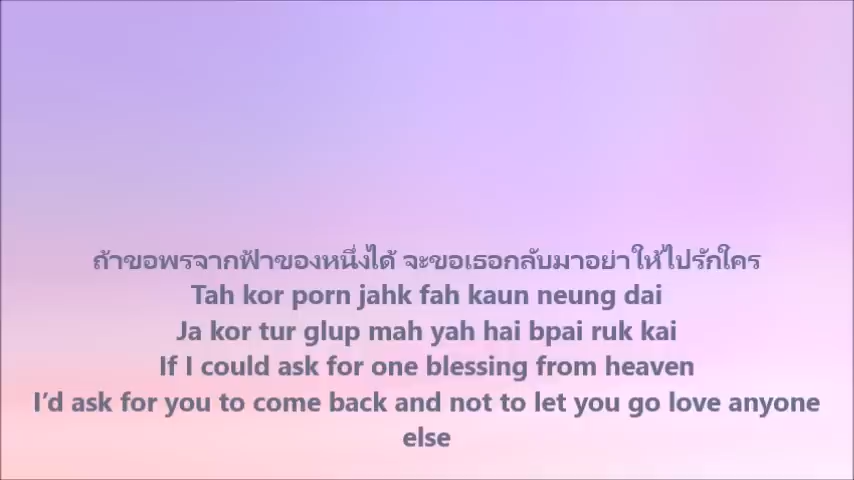 ถ้าขอพรจากฟ้าของหนึ่งได้ จะขอเธอกลับมาอย่าให้ไปรักใคร
Tah kor porn jahk fah kaun neung dai
Ja kor tur glup mah yah hai bpai ruk kai
If I could ask for one blessing from heaven
I’d ask for you to come back and not to let you go love anyone
else